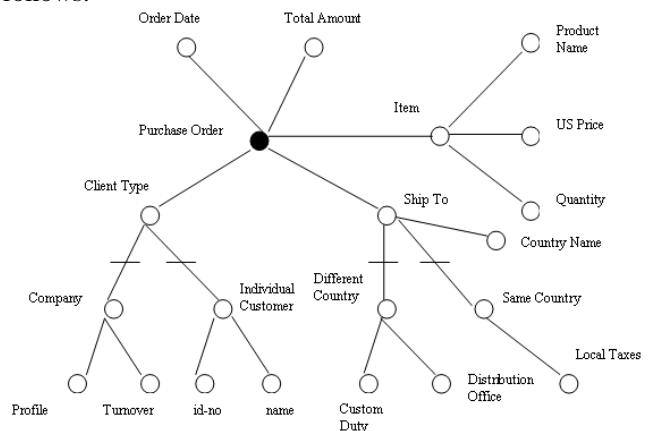 follows.
Order Date
Total Amount
Product
Name
Item
Purchase Order
US Price
Client Type
Ship To
Quantity
Country Name
Company
Individual
Customer
Different
Country
Same Country
Local Taxes
Profile
Turnover
id-no
name
Custom
Duty
Distribution
Office